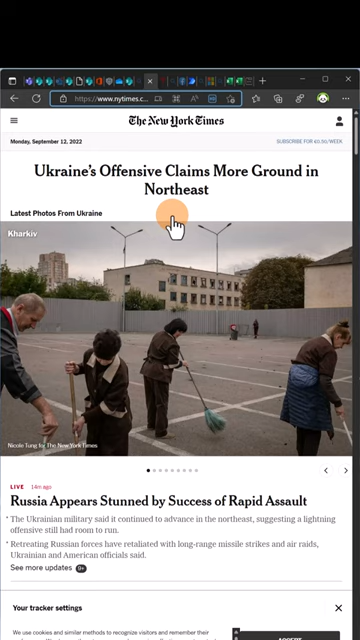 https://www.nytimes.c...
The New York Times
Monday, September 12, 2022
SUBSCRIBE FOR €0.50/WEEK
Ukraine's Offensive Claims More Ground in
Northeast
Latest Photos From Ukraine
Kharkiv
Nicole Tung for The New York Times
LIVE 14m ago
Russia Appears Stunned by Success of Rapid Assault
• The Ukrainian military said it continued to advance in the northeast, suggesting a lightning
offensive still had room to run.
• Retreating Russian forces have retaliated with long-range missile strikes and air raids,
Ukrainian and American officials said.
See more updates 9+
Your tracker settings
We use cookies and similar methods to recognize visitors and remember their
ACCEPT